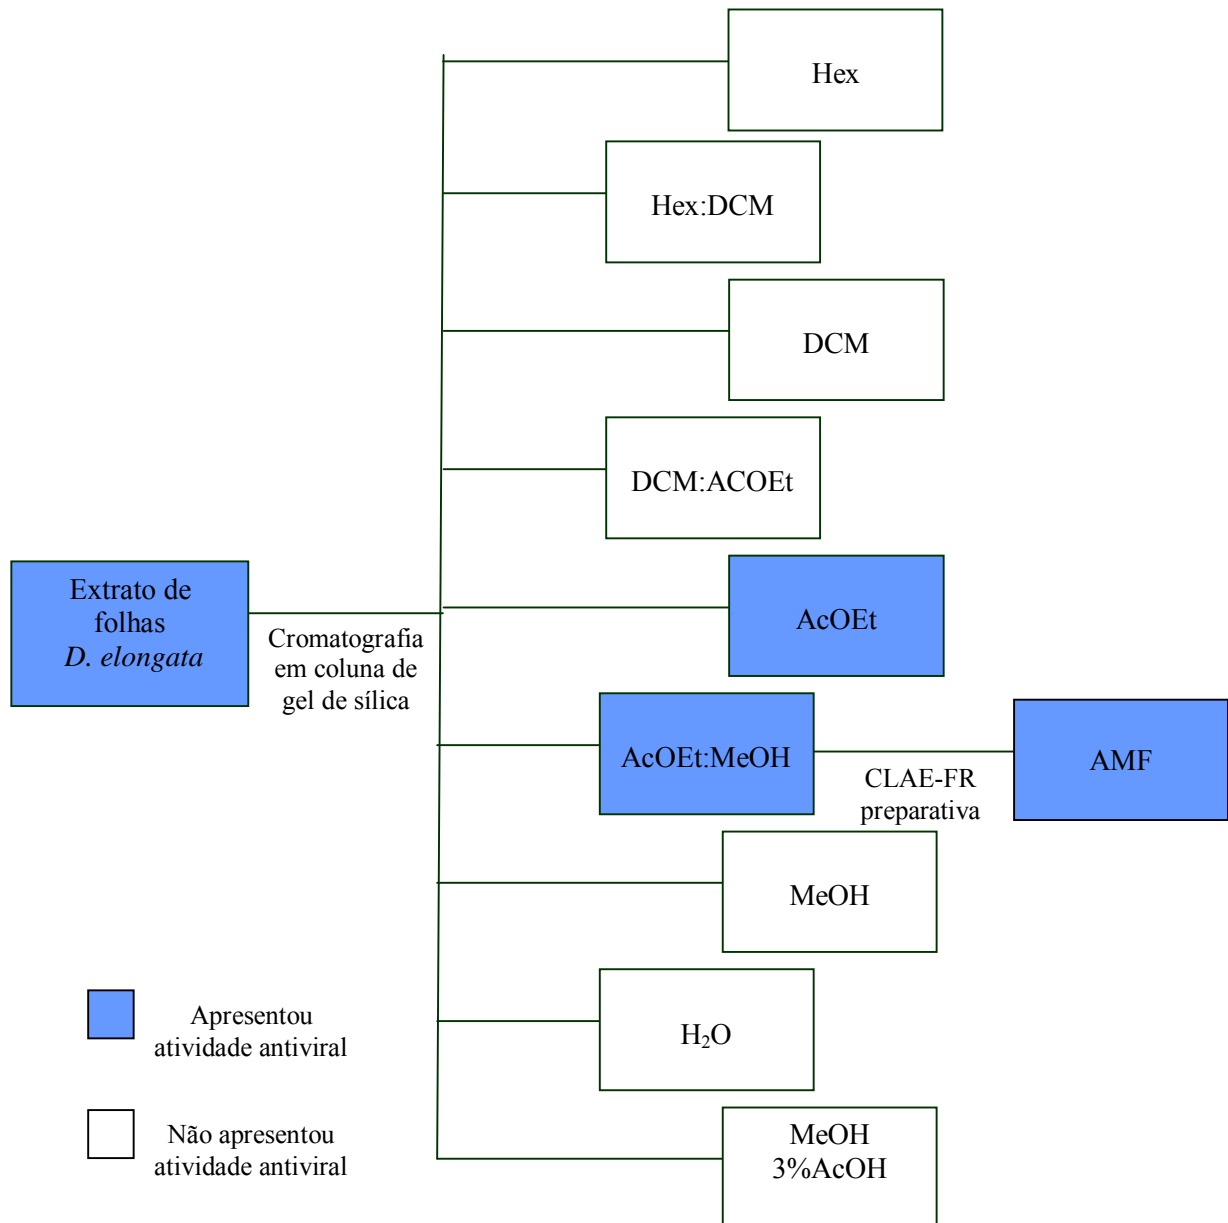 Hex
Hex:DCM
DCM
DCM:ACOEt
Extrato de
folhas
D. elongata
Cromatografia
em coluna de
gel de sílica
AcOEt
AcOEt:MeOH
CLAE-FR
preparativa
AMF
MeOH
H₂O
MeOH
3%AcOH
Apresentou
atividade antiviral
Não apresentou
atividade antiviral